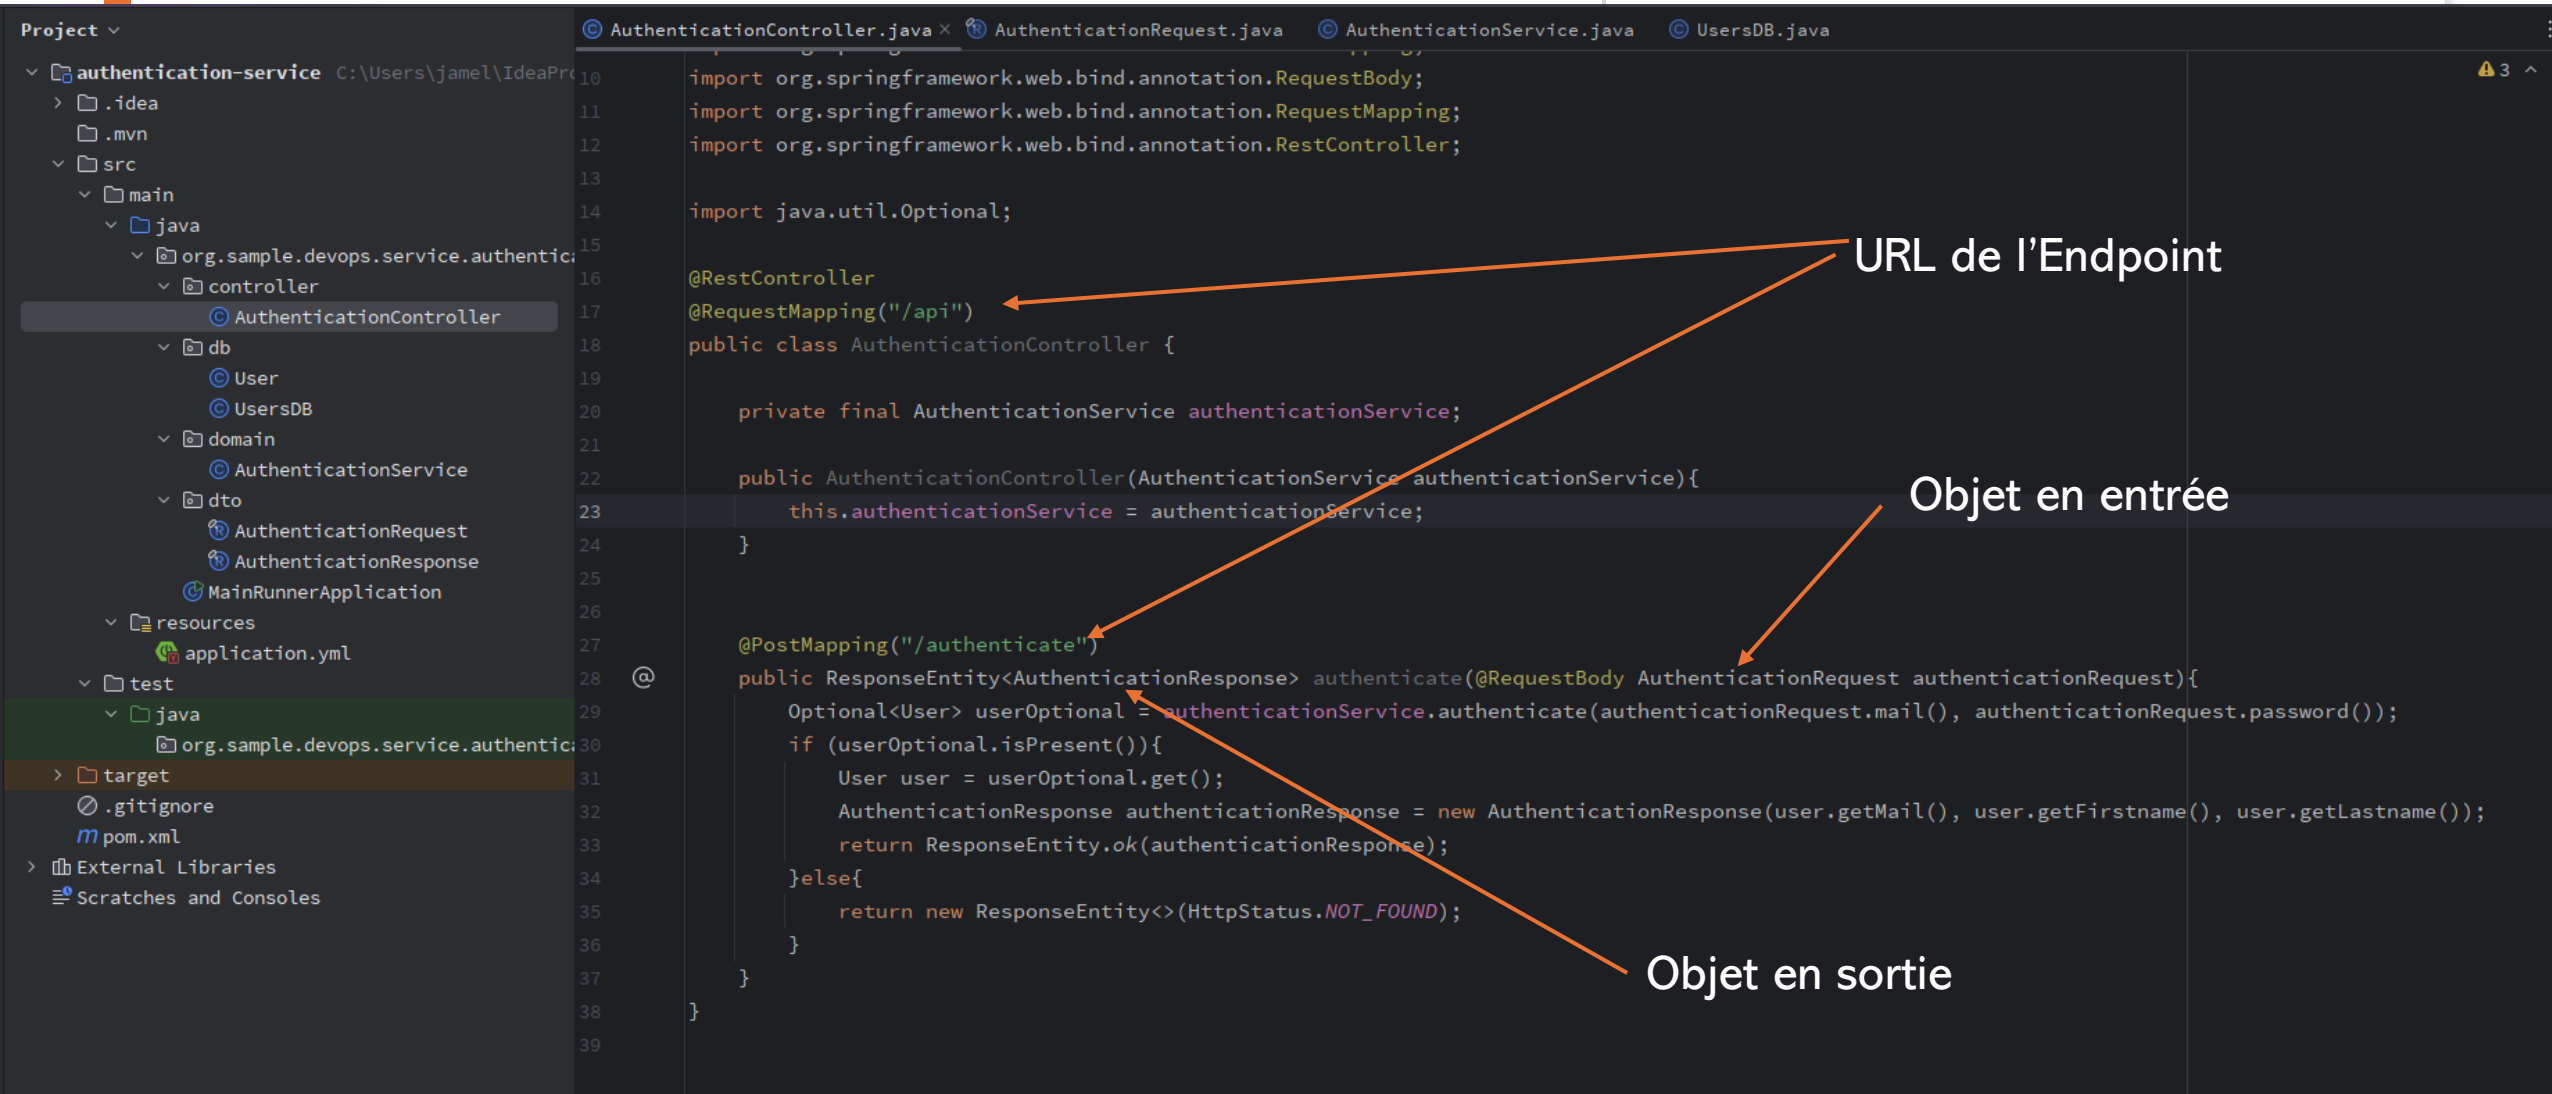 Project
authentication-service C:\Users\jamel\IdeaPro
.idea
.mvn
src
main
java
org.sample.devops.service.authentica
controller
AuthenticationController
db
User
UsersDB
domain
AuthenticationService
dto
AuthenticationRequest
AuthenticationResponse
MainRunnerApplication
resources
application.yml
test
java
org.sample.devops.service.authentica
target
.gitignore
pom.xml
External Libraries
Scratches and Consoles
AuthenticationController.java × AuthenticationRequest.java AuthenticationService.java UsersDB.java
3
10 import org.springframework.web.bind.annotation.RequestBody;
11 import org.springframework.web.bind.annotation.RequestMapping;
12 import org.springframework.web.bind.annotation.RestController;
13
14 import java.util.Optional;
15
16 @RestController
17 @RequestMapping("/api")
18 public class AuthenticationController {
19
20 private final AuthenticationService authenticationService;
21
22 public AuthenticationController(AuthenticationService authenticationService){
23 this.authenticationService = authenticationService;
24 }
25
26
27 @PostMapping("/authenticate")
28 @ public ResponseEntity<AuthenticationResponse> authenticate(@RequestBody AuthenticationRequest authenticationRequest){
29 Optional<User> userOptional = authenticationService.authenticate(authenticationRequest.mail(), authenticationRequest.password());
30 if (userOptional.isPresent()){
31 User user = userOptional.get();
32 AuthenticationResponse authenticationResponse = new AuthenticationResponse(user.getMail(), user.getFirstname(), user.getLastname());
33 return ResponseEntity.ok(authenticationResponse);
34 }else{
35 return new ResponseEntity<>(HttpStatus.NOT_FOUND);
36 }
37 }
38 }
39
URL de l'Endpoint
Objet en entrée
Objet en sortie